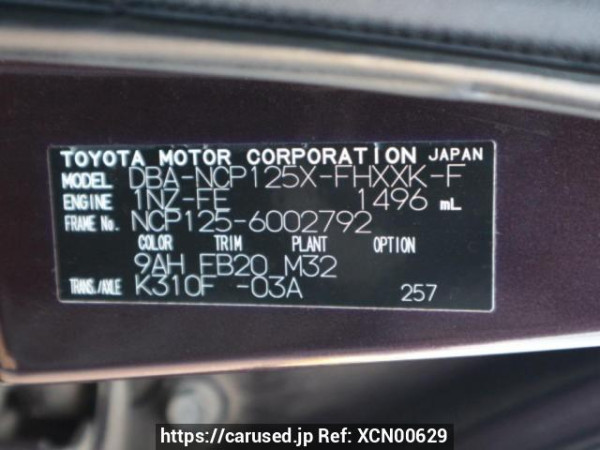 TOYOTA MOTOR CORPORATION JAPAN
MODEL DBA-NCP125X-FHXXK-F
ENGINE 1NZ-FE 1496 mL
FRAME No. NCP125-6002792
COLOR TRIM PLANT OPTION
9AH FB20 M32
TRANS./AXLE K310F -03A 257
https://carused.jp Ref: XCN00629